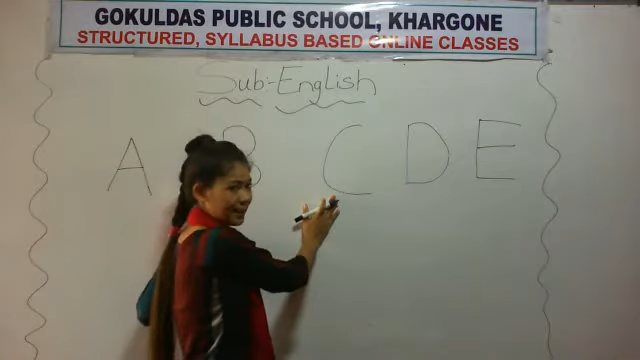 GOKULDAS PUBLIC SCHOOL, KHARGONE
STRUCTURED, SYLLABUS BASED ONLINE CLASSES
Sub:- English
A B C D E